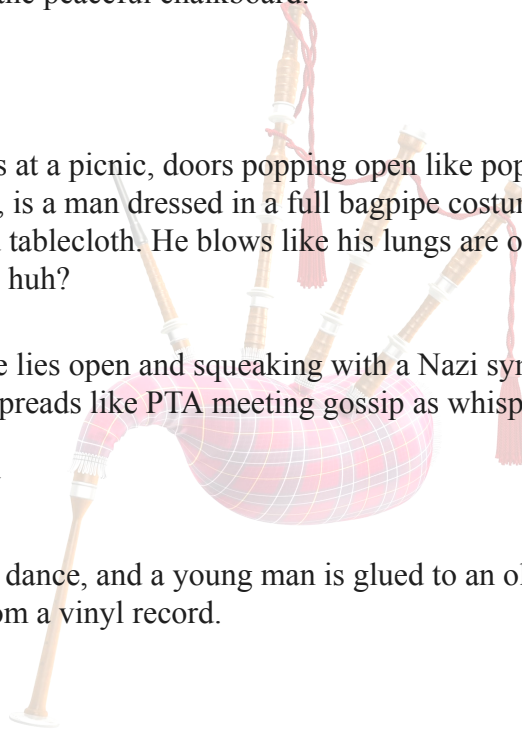 the peaceful chalkboard.
s at a picnic, doors popping open like pop
, is a man dressed in a full bagpipe costu
tablecloth. He blows like his lungs are o
huh?
e lies open and squeaking with a Nazi sy
preads like PTA meeting gossip as whisp
dance, and a young man is glued to an ol
om a vinyl record.